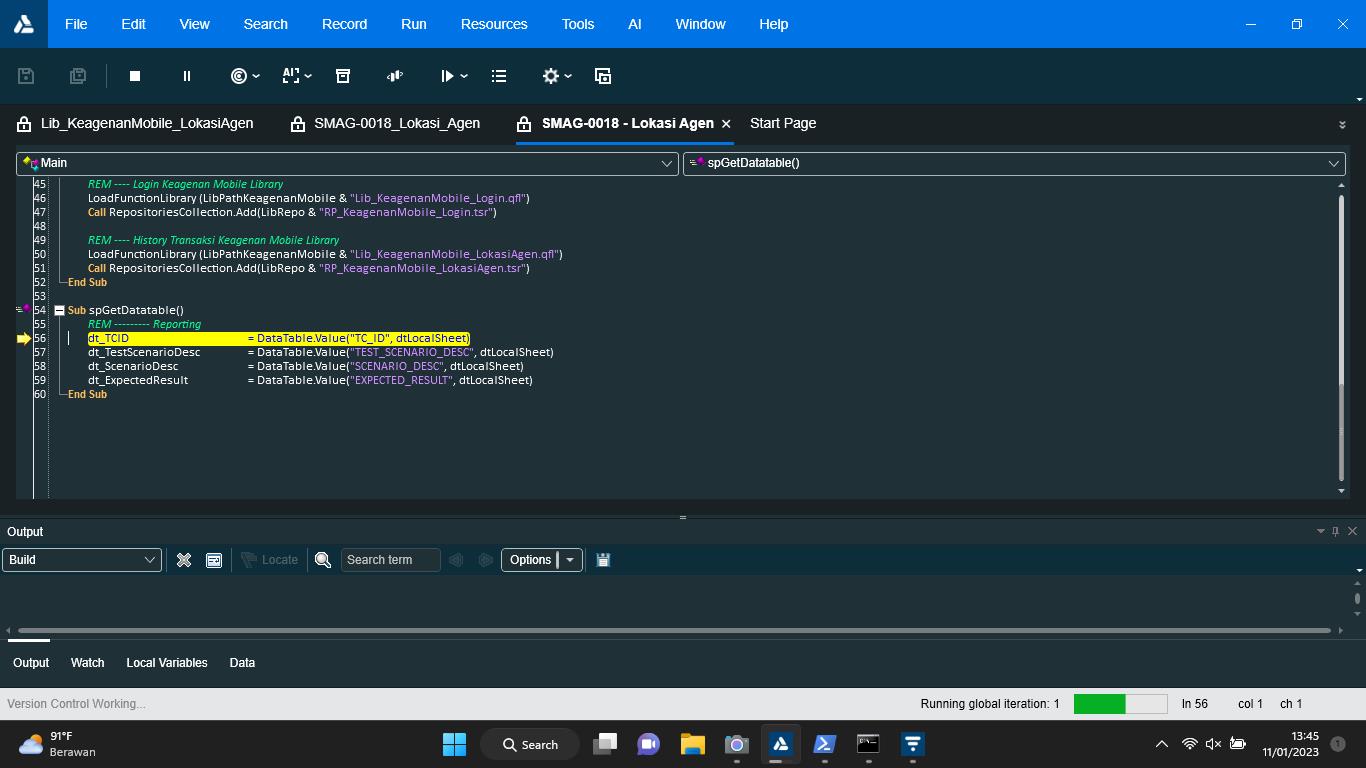 File Edit View Search Record Run Resources Tools AI Window Help
Lib_KeagenanMobile_LokasiAgen SMAG-0018_Lokasi_Agen SMAG-0018 - Lokasi Agen Start Page
Main spGetDatatable()
45 REM ---- Login Keagenan Mobile Library
46 LoadFunctionLibrary (LibPathKeagenanMobile & "Lib_KeagenanMobile_Login.qfl")
47 Call RepositoriesCollection.Add(LibRepo & "RP_KeagenanMobile_Login.tsr")
48
49 REM ---- History Transaksi Keagenan Mobile Library
50 LoadFunctionLibrary (LibPathKeagenanMobile & "Lib_KeagenanMobile_LokasiAgen.qfl")
51 Call RepositoriesCollection.Add(LibRepo & "RP_KeagenanMobile_LokasiAgen.tsr")
52 End Sub
53
54 Sub spGetDatatable()
55 REM --------- Reporting
56 dt_TCID = DataTable.Value("TC_ID", dtLocalSheet)
57 dt_TestScenarioDesc = DataTable.Value("TEST_SCENARIO_DESC", dtLocalSheet)
58 dt_ScenarioDesc = DataTable.Value("SCENARIO_DESC", dtLocalSheet)
59 dt_ExpectedResult = DataTable.Value("EXPECTED_RESULT", dtLocalSheet)
60 End Sub
Output
Build Locate Search term Options
Output Watch Local Variables Data
Version Control Working... Running global iteration: 1 ln 56 col 1 ch 1
91°F
Berawan
Search
13:45
11/01/2023
1